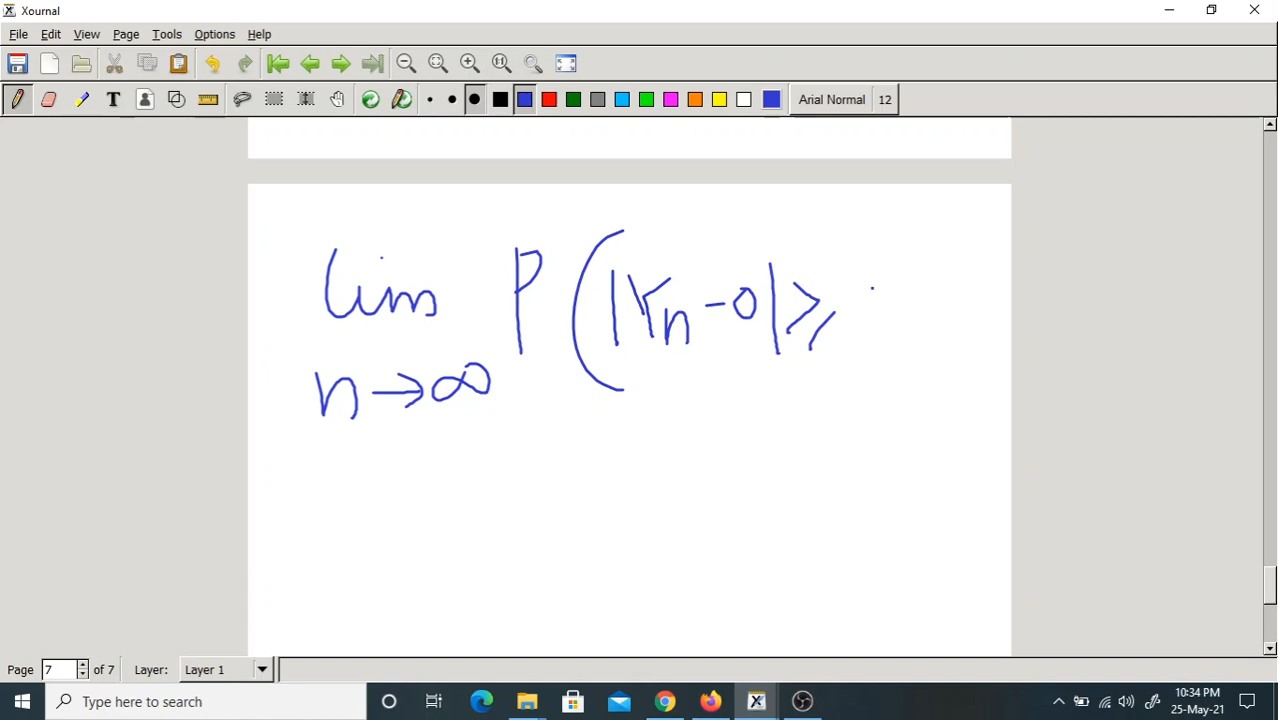 Xournal
File Edit View Page Tools Options Help
Arial Normal 12
lim P (|Yn-0|⩾
n→∞
Page 7 of 7 Layer: Layer 1
Type here to search
10:34 PM
25-May-21